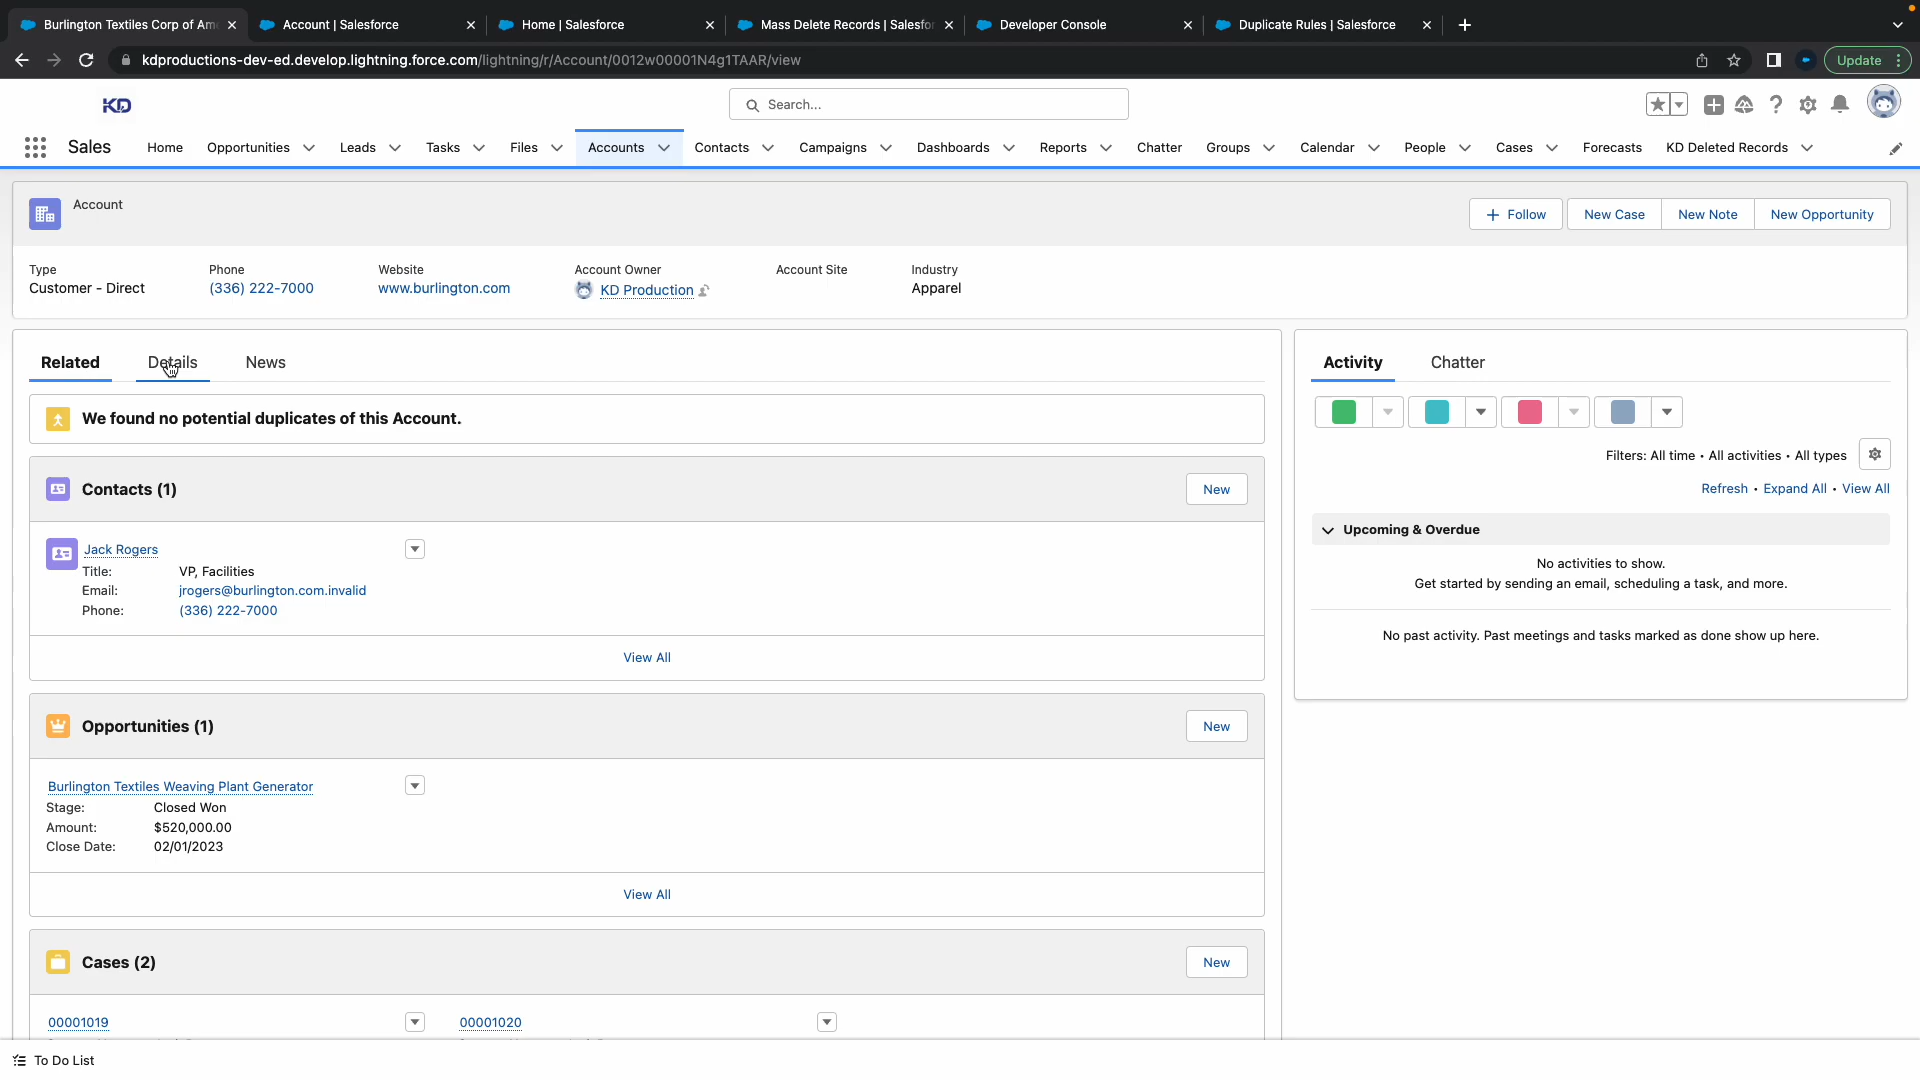 Burlington Textiles Corp of Am
Account | Salesforce
Home | Salesforce
Mass Delete Records | Salesfor
Developer Console
Duplicate Rules | Salesforce
kdproductions-dev-ed.develop.lightning.force.com/lightning/r/Account/0012w00001N4g1TAAR/view
Update
KD
Search...
Sales
Home
Opportunities
Leads
Tasks
Files
Accounts
Contacts
Campaigns
Dashboards
Reports
Chatter
Groups
Calendar
People
Cases
Forecasts
KD Deleted Records
Account
Follow
New Case
New Note
New Opportunity
Type
Customer - Direct
Phone
(336) 222-7000
Website
www.burlington.com
Account Owner
KD Production
Account Site
Industry
Apparel
Related
Details
News
We found no potential duplicates of this Account.
Contacts (1)
New
Jack Rogers
Title: VP, Facilities
Email: jrogers@burlington.com.invalid
Phone: (336) 222-7000
View All
Opportunities (1)
New
Burlington Textiles Weaving Plant Generator
Stage: Closed Won
Amount: $520,000.00
Close Date: 02/01/2023
View All
Cases (2)
New
00001019
00001020
Activity
Chatter
Filters: All time • All activities • All types
Refresh • Expand All • View All
Upcoming & Overdue
No activities to show.
Get started by sending an email, scheduling a task, and more.
No past activity. Past meetings and tasks marked as done show up here.
To Do List